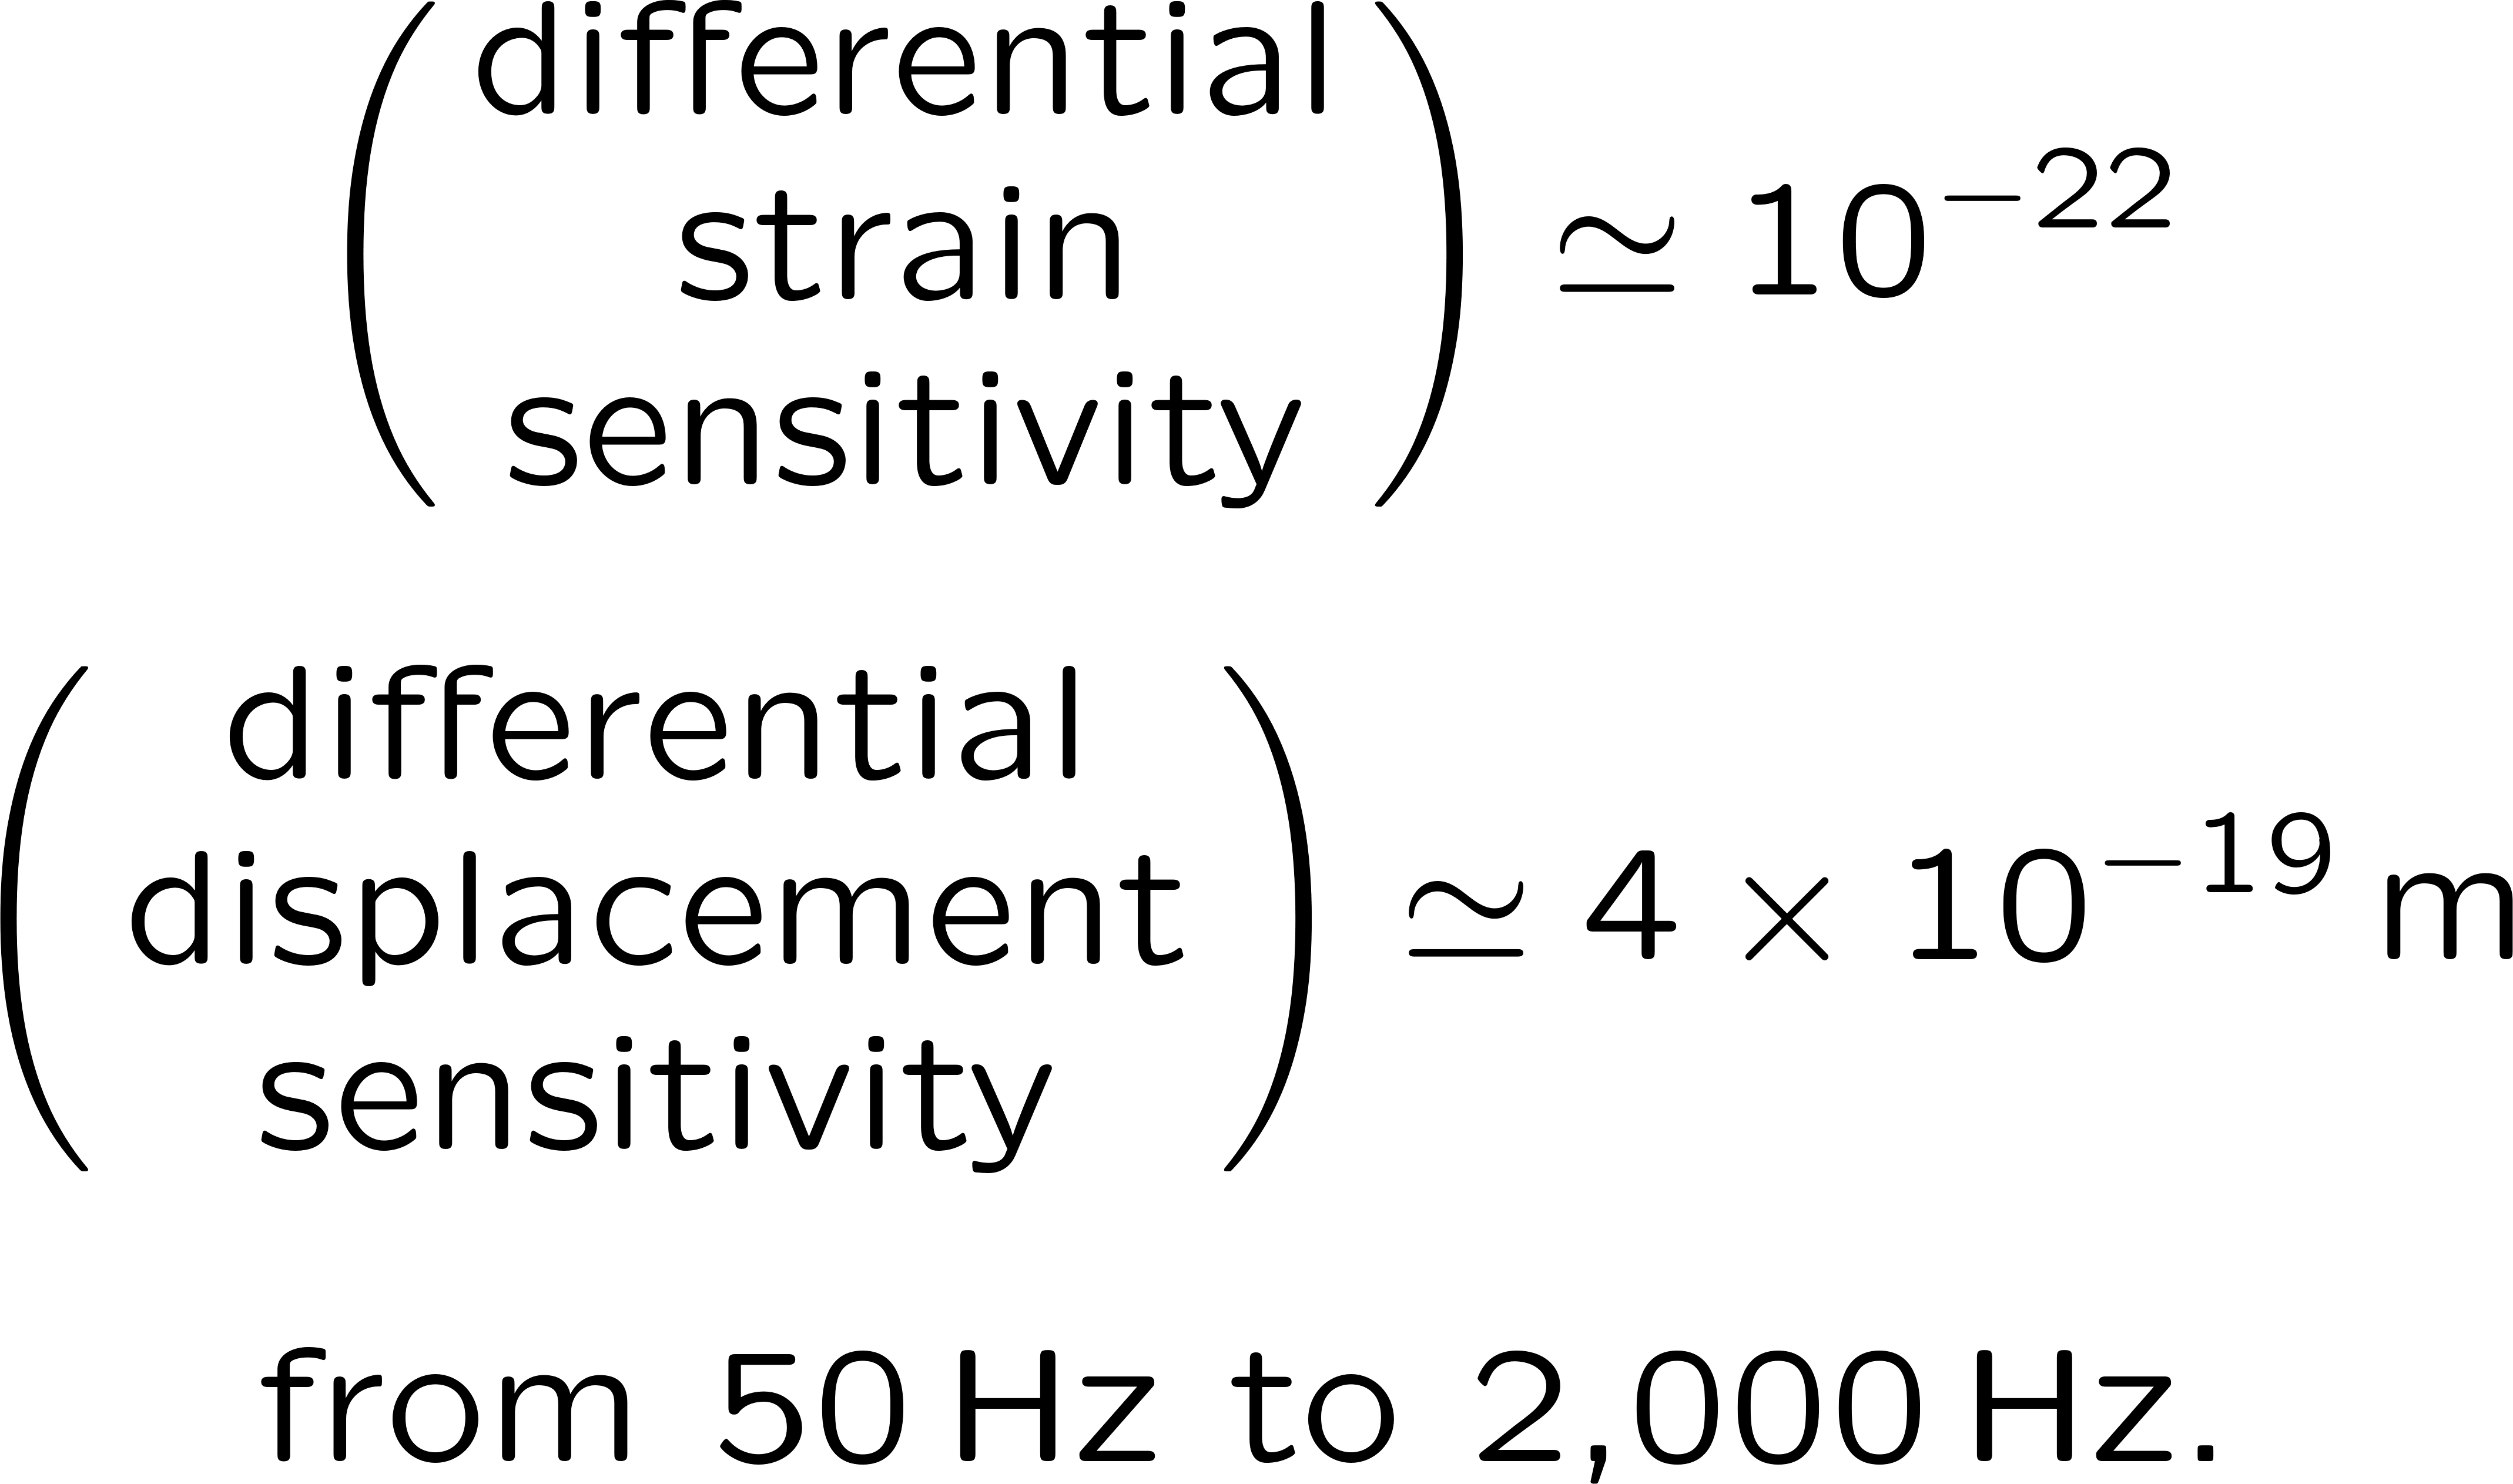 differential
strain
sensitivity
≃ 10⁻²²
differential
displacement
sensitivity
≃ 4 × 10⁻¹⁹ m
from 50 Hz to 2,000 Hz.